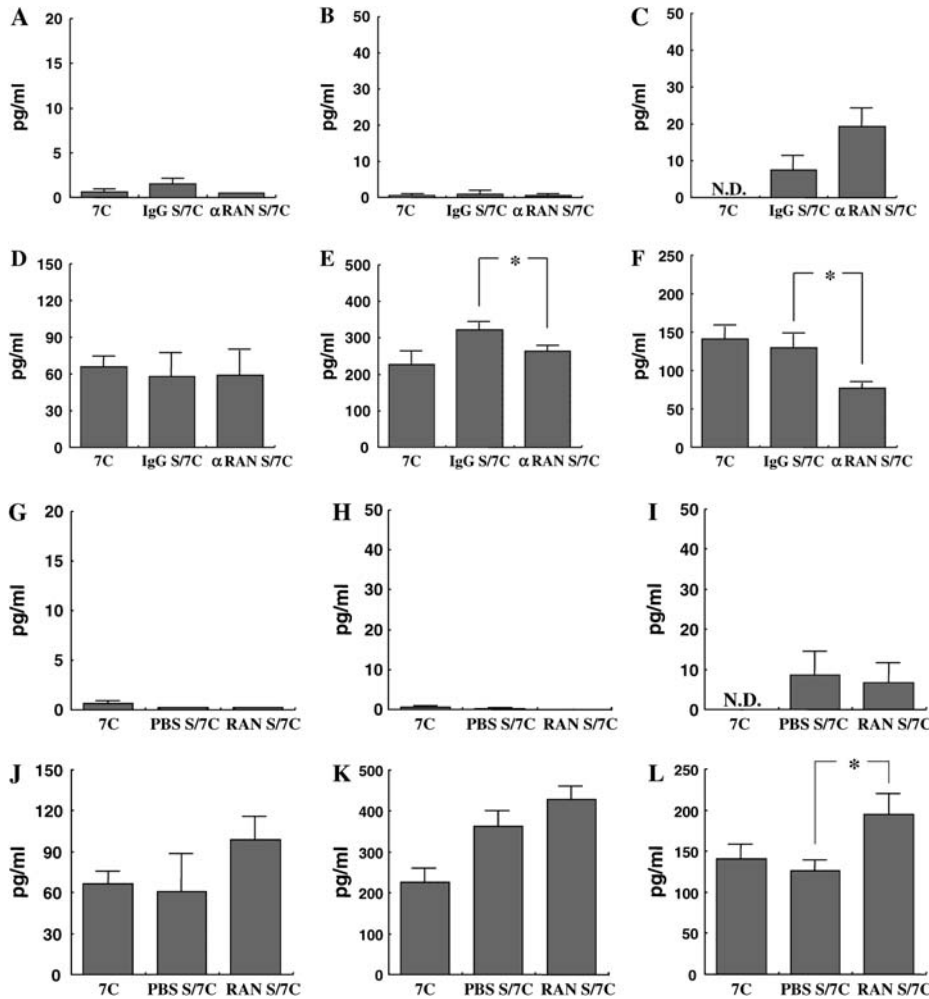 A
pg/ml
20
15
10
5
0
7C IgG S/7C α RAN S/7C
B
pg/ml
50
40
30
20
10
0
7C IgG S/7C α RAN S/7C
C
pg/ml
50
40
30
20
10
0
N.D.
7C IgG S/7C α RAN S/7C
D
pg/ml
150
120
90
60
30
0
7C IgG S/7C α RAN S/7C
E
pg/ml
500
400
300
200
100
0
*
7C IgG S/7C α RAN S/7C
F
pg/ml
250
200
150
100
50
0
*
7C IgG S/7C α RAN S/7C
G
pg/ml
20
15
10
5
0
7C PBS S/7C RAN S/7C
H
pg/ml
50
40
30
20
10
0
7C PBS S/7C RAN S/7C
I
pg/ml
50
40
30
20
10
0
N.D.
7C PBS S/7C RAN S/7C
J
pg/ml
150
120
90
60
30
0
7C PBS S/7C RAN S/7C
K
pg/ml
500
400
300
200
100
0
7C PBS S/7C RAN S/7C
L
pg/ml
250
200
150
100
50
0
*
7C PBS S/7C RAN S/7C